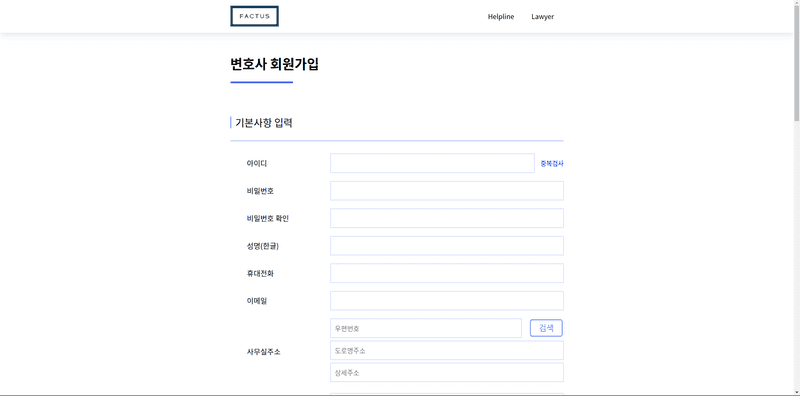 FACTUS
Helpline Lawyer
변호사 회원가입
기본사항 입력
아이디 중복검사
비밀번호
비밀번호 확인
성명(한글)
휴대전화
이메일
우편번호 검색
사무실주소 도로명주소
상세주소